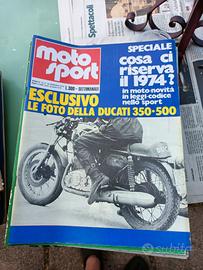 Spettacoli
moto
sport
L. 300 - SETTIMANALE
SPECIALE
cosa ci
riserva
il 1974?
in moto novità
in leggi-codice
nello sport
ESCLUSIVO
LE FOTO DELLA DUCATI 350-500
subito